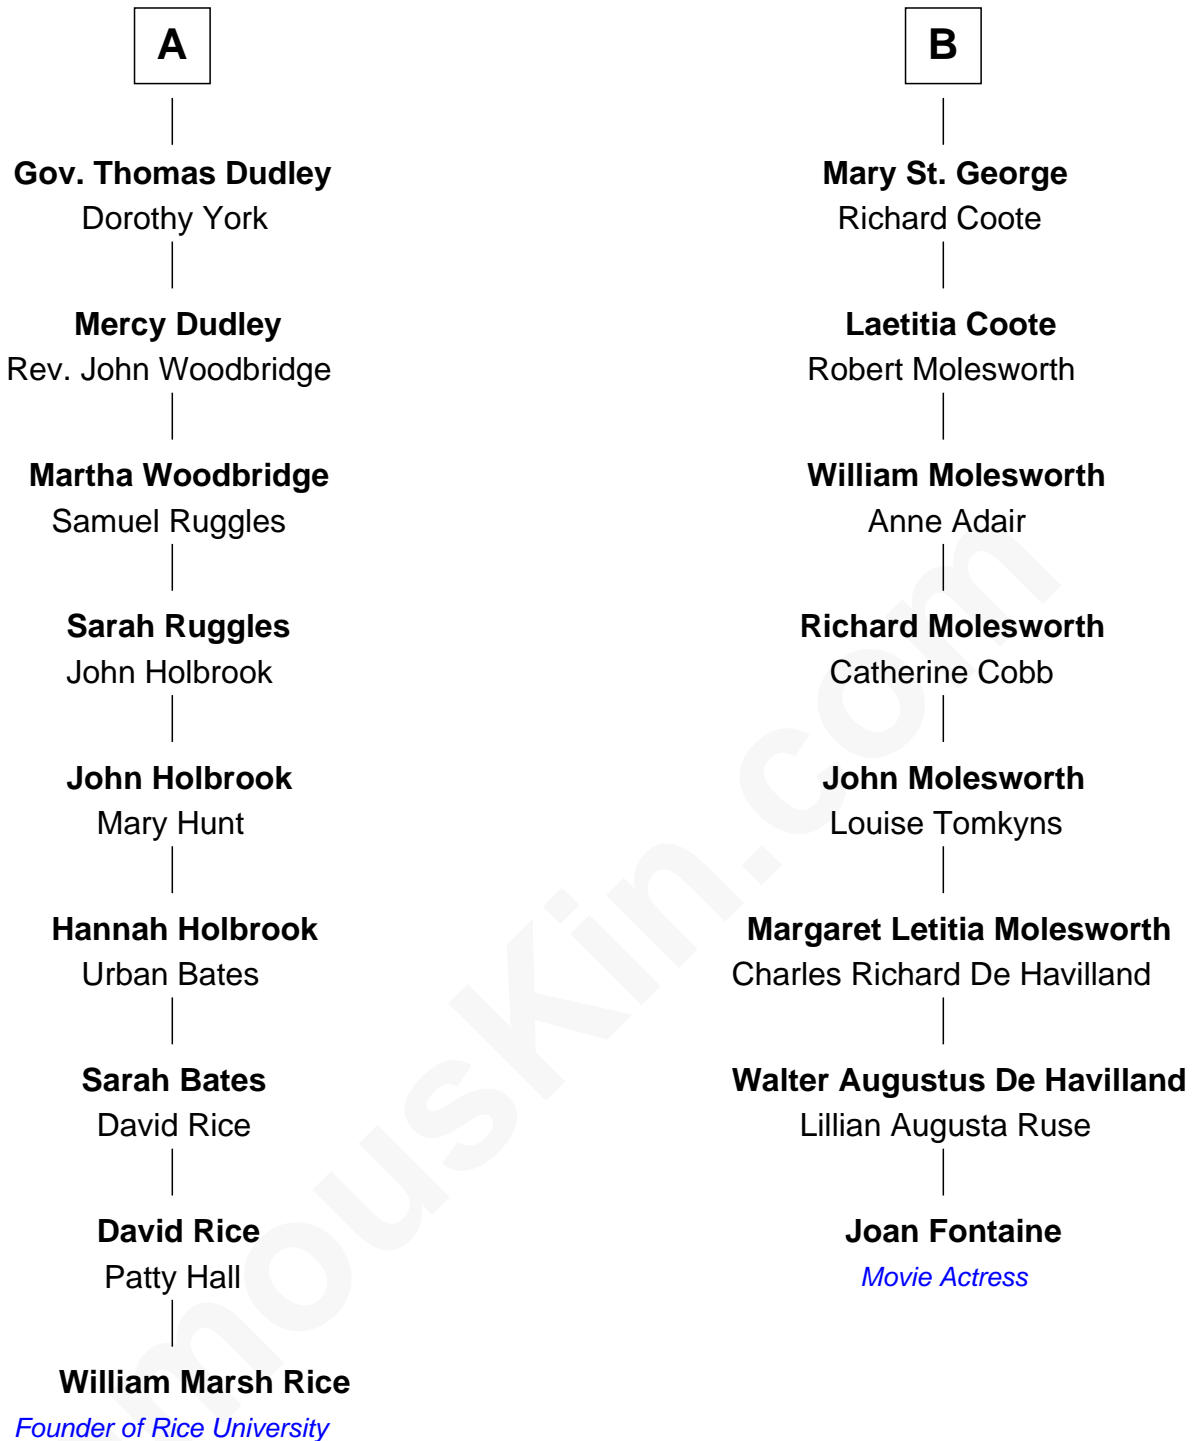 A
Gov. Thomas Dudley
Dorothy York
Mercy Dudley
Rev. John Woodbridge
Martha Woodbridge
Samuel Ruggles
Sarah Ruggles
John Holbrook
John Holbrook
Mary Hunt
Hannah Holbrook
Urban Bates
Sarah Bates
David Rice
David Rice
Patty Hall
William Marsh Rice
Founder of Rice University
B
Mary St. George
Richard Coote
Laetitia Coote
Robert Molesworth
William Molesworth
Anne Adair
Richard Molesworth
Catherine Cobb
John Molesworth
Louise Tomkyns
Margaret Letitia Molesworth
Charles Richard De Havilland
Walter Augustus De Havilland
Lillian Augusta Ruse
Joan Fontaine
Movie Actress
mousKin.com